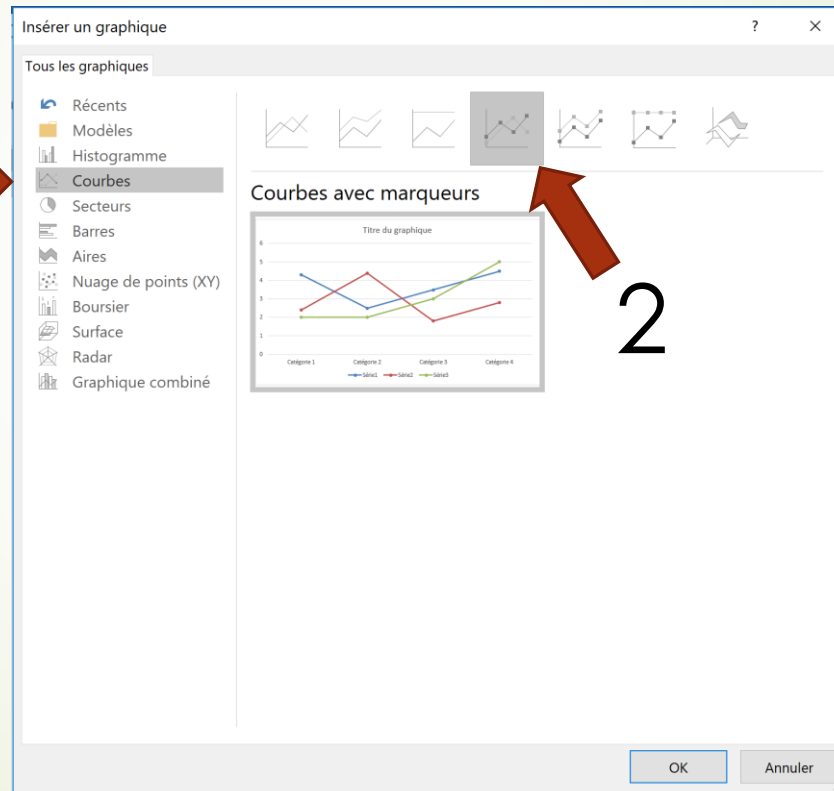 Insérer un graphique
?
Tous les graphiques
Récents
Modèles
Histogramme
Courbes
Secteurs
Barres
Aires
Nuage de points (XY)
Boursier
Surface
Radar
Graphique combiné
Courbes avec marqueurs
Titre du graphique
6
5
4
3
2
1
0
Catégorie 1 Catégorie 2 Catégorie 3 Catégorie 4
Série1 Série2 Série3
2
OK Annuler